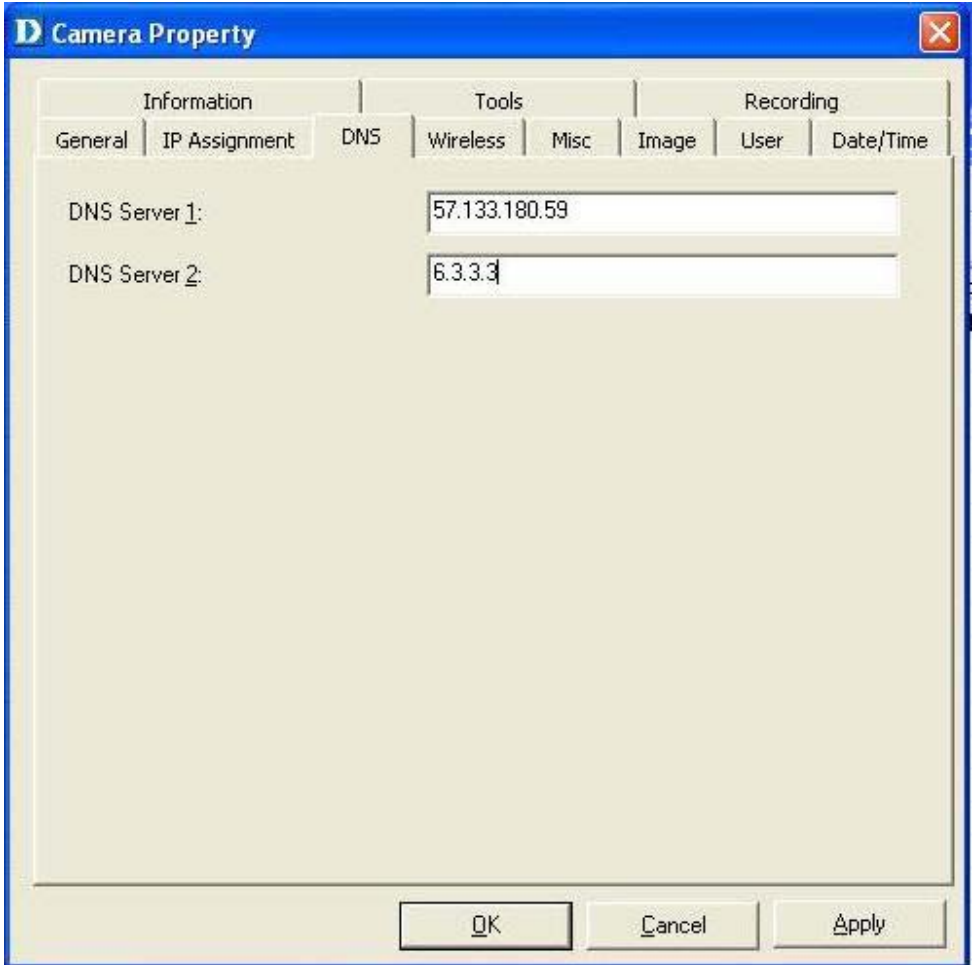 D Camera Property
Information Tools Recording
General IP Assignment DNS Wireless Misc Image User Date/Time
DNS Server 1: 57.133.180.59
DNS Server 2: 6.3.3.3
OK Cancel Apply